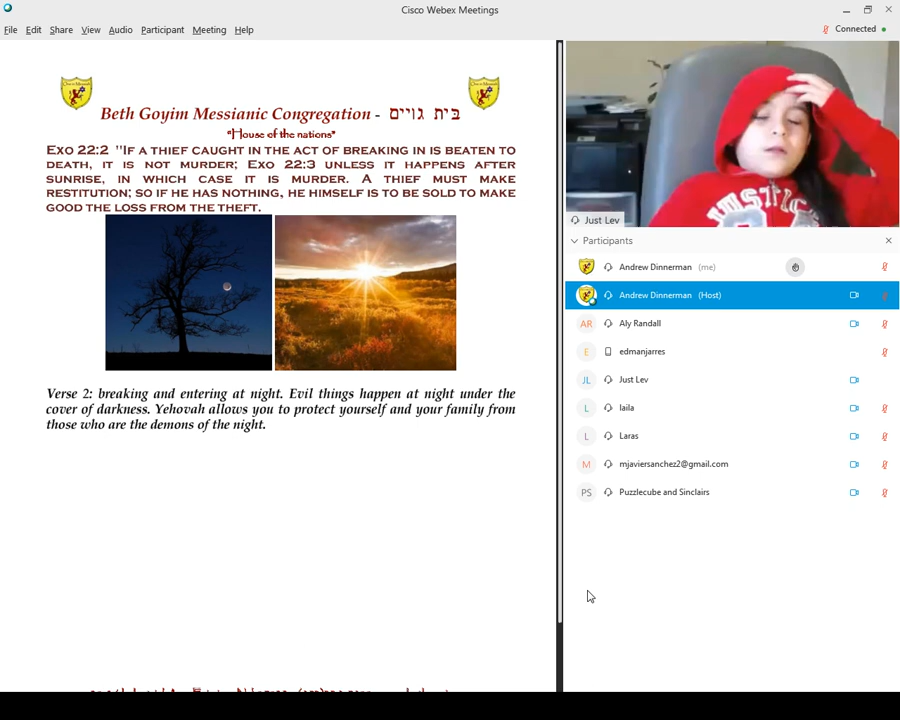 Cisco Webex Meetings
File Edit Share View Audio Participant Meeting Help
Connected
Beth Goyim Messianic Congregation - בית גויים
"House of the nations"
Exo 22:2 "If a thief caught in the act of breaking in is beaten to
death, it is not murder; Exo 22:3 unless it happens after
sunrise, in which case it is murder. A thief must make
restitution; so if he has nothing, he himself is to be sold to make
good the loss from the theft.
Verse 2: breaking and entering at night. Evil things happen at night under the
cover of darkness. Yehovah allows you to protect yourself and your family from
those who are the demons of the night.
JUSTIC
Just Lev
Participants
Andrew Dinnerman (me)
Andrew Dinnerman (Host)
AR Aly Randall
E edmanjarres
JL Just Lev
L laila
L Laras
M mjaviersanchez2@gmail.com
PS Puzzlecube and Sinclairs